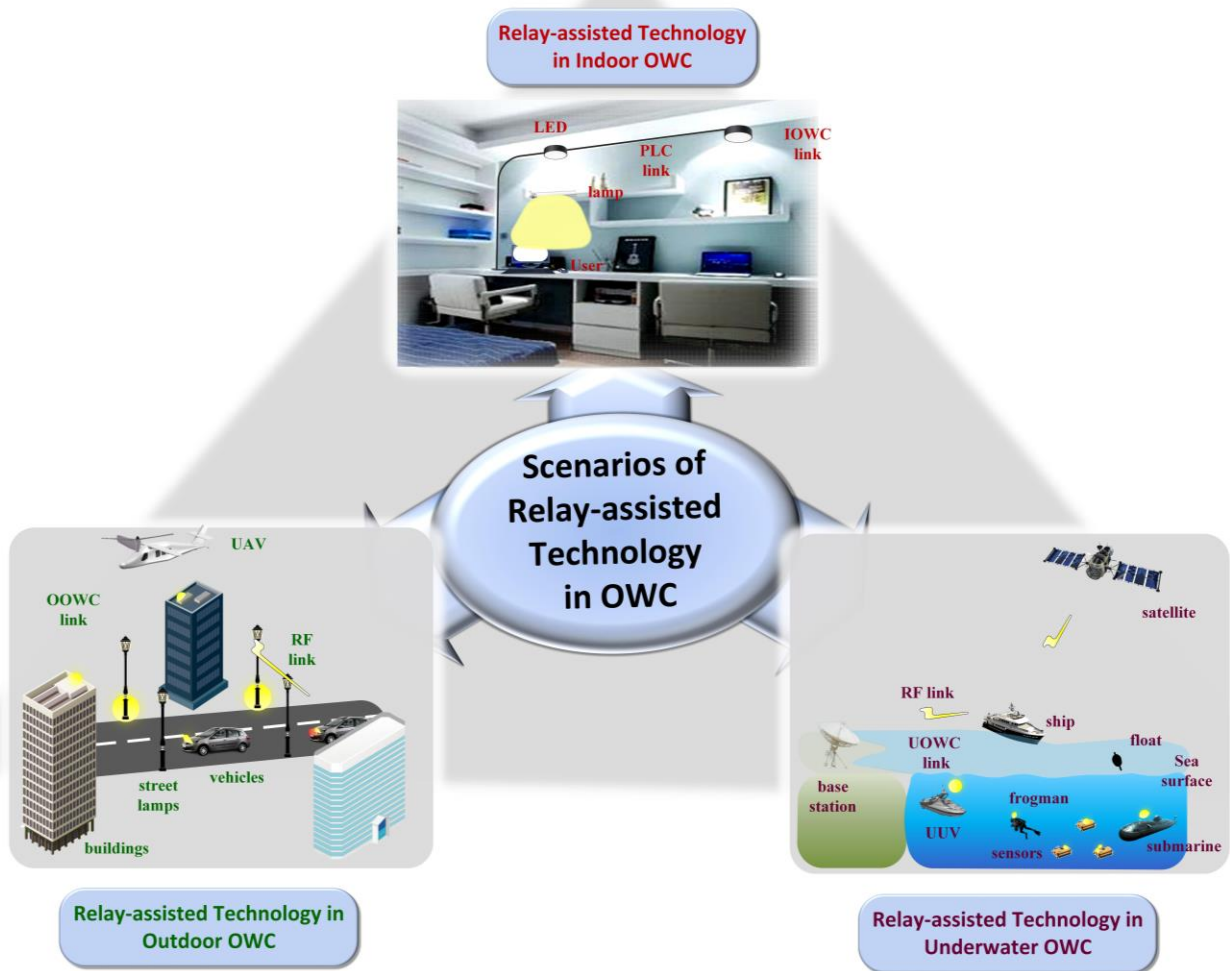 Relay-assisted Technology
in Indoor OWC
LED
IOWC
link
PLC
link
lamp
User
Scenarios of
Relay-assisted
Technology
in OWC
UAV
OOWC
link
RF
link
vehicles
street
lamps
buildings
Relay-assisted Technology in
Outdoor OWC
satellite
RF link
ship
UOWC
link
float
Sea
surface
base
station
frogman
UUV
sensors
submarine
Relay-assisted Technology in
Underwater OWC